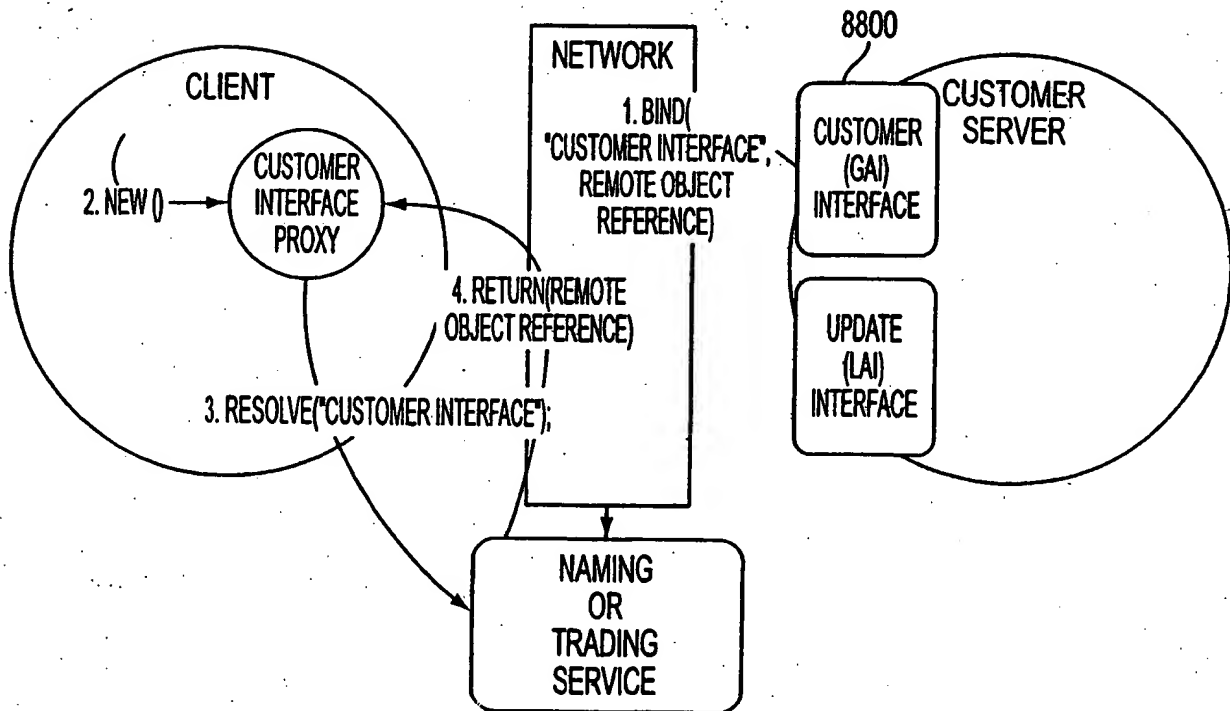 8800
CLIENT
NETWORK
CUSTOMER
SERVER
1. BIND(
"CUSTOMER INTERFACE",
REMOTE OBJECT
REFERENCE)
CUSTOMER
(GAI)
INTERFACE
2. NEW ()
CUSTOMER
INTERFACE
PROXY
4. RETURN(REMOTE
OBJECT REFERENCE)
UPDATE
(LAI)
INTERFACE
3. RESOLVE("CUSTOMER INTERFACE");
NAMING
OR
TRADING
SERVICE